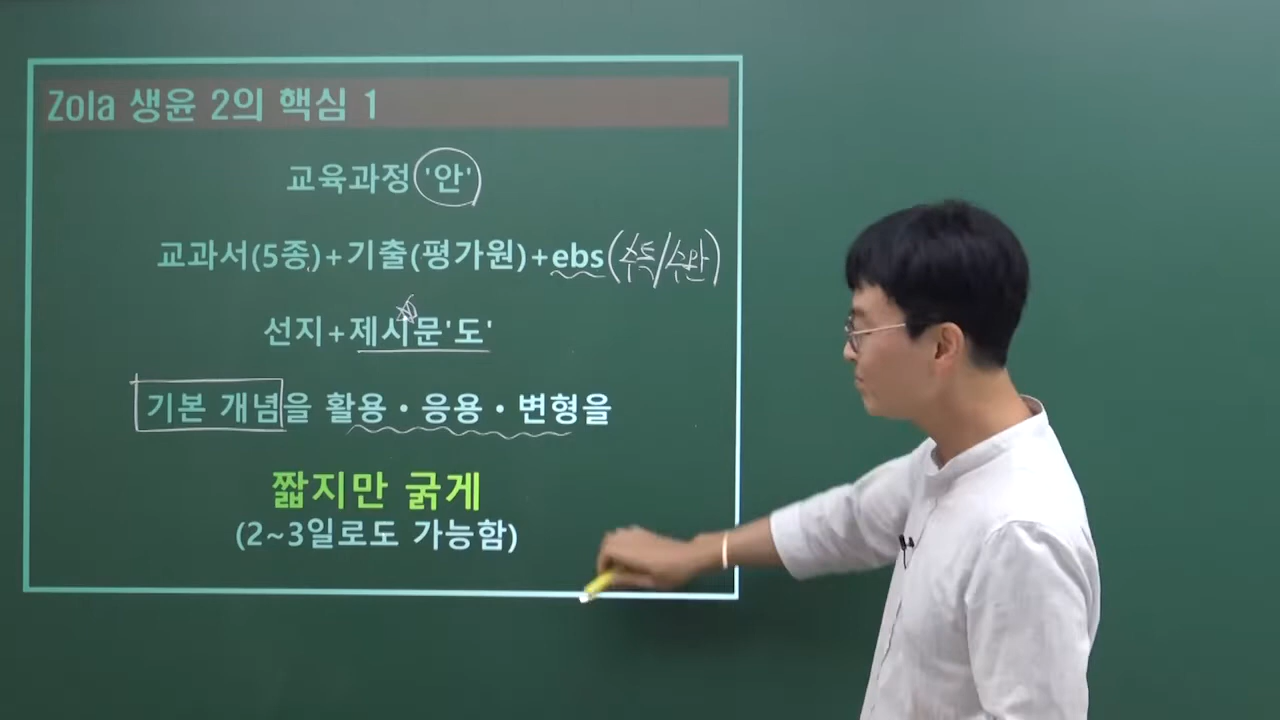 Zola 생윤 2의 핵심 1
교육과정 '안'
교과서(5종)+기출(평가원)+ebs(수특/수완)
선지+제시문'도'
기본 개념을 활용·응용·변형을
짧지만 굵게
(2~3일로도 가능함)